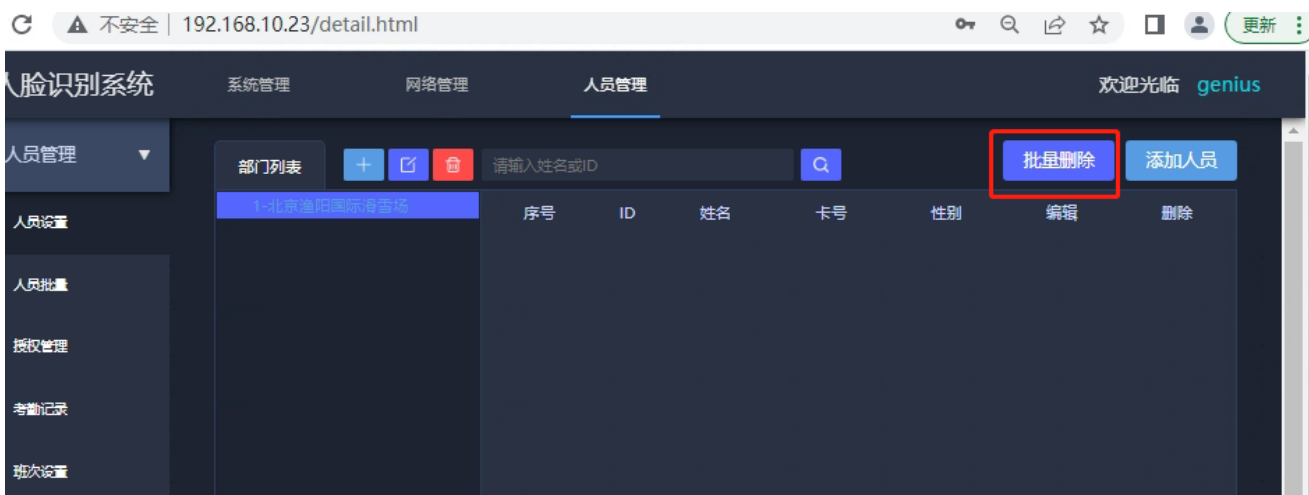 不安全 | 192.168.10.23/detail.html 更新
人脸识别系统 系统管理 网络管理 人员管理 欢迎光临 genius
人员管理 ▼
部门列表 请输入姓名或ID 批量删除 添加人员
1-北京渔阳国际滑雪场
序号 ID 姓名 卡号 性别 编辑 删除
人员设置
人员批量
授权管理
考勤记录
班次设置